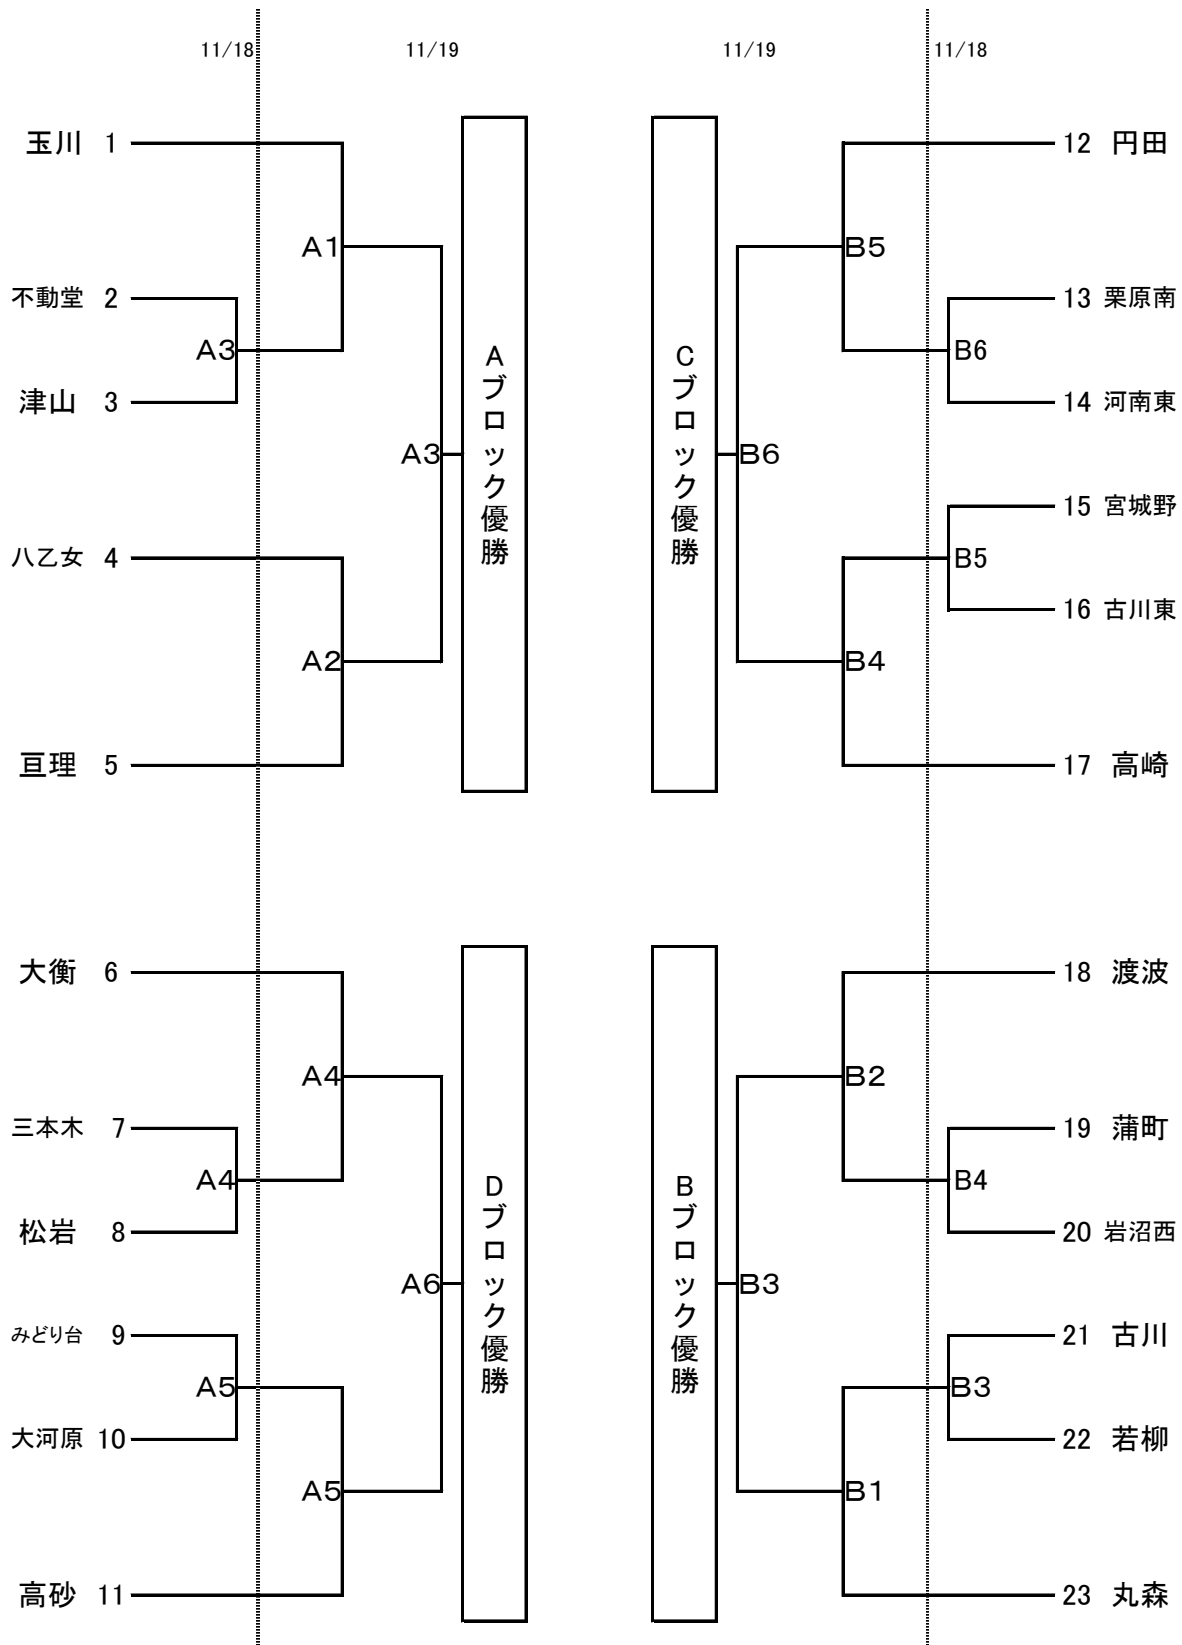 11/18 11/19 11/19 11/18
玉川 1
A1
不動堂 2
A3
津山 3
A3
八乙女 4
A2
亘理 5
Aブロック優勝
Cブロック優勝
12 円田
B5
13 栗原南
B6
14 河南東
B6
15 宮城野
B5
16 古川東
B4
17 高崎
大衡 6
A4
三本木 7
A4
松岩 8
A6
みどり台 9
A5
大河原 10
A5
高砂 11
Dブロック優勝
Bブロック優勝
18 渡波
B2
19 蒲町
B4
20 岩沼西
B3
21 古川
B3
22 若柳
B1
23 丸森